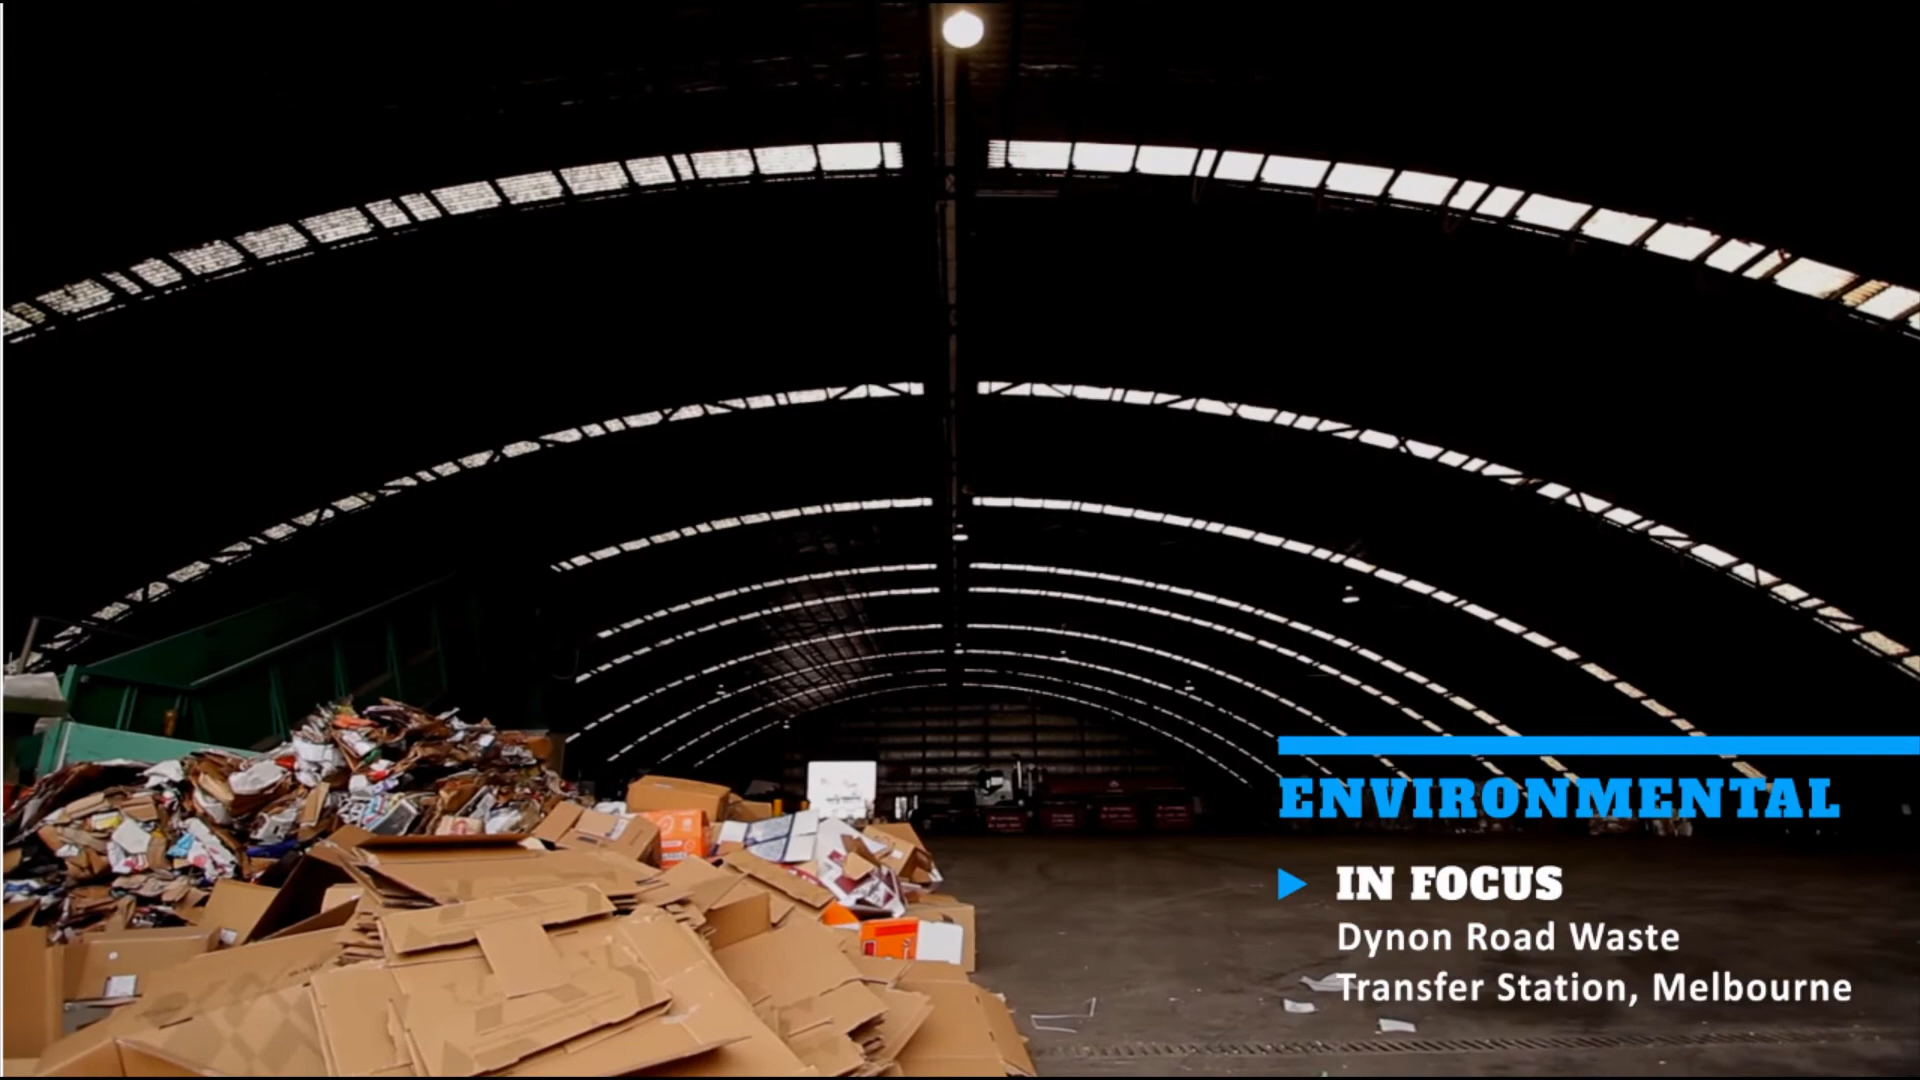 ENVIRONMENTAL
IN FOCUS
Dynon Road Waste
Transfer Station, Melbourne